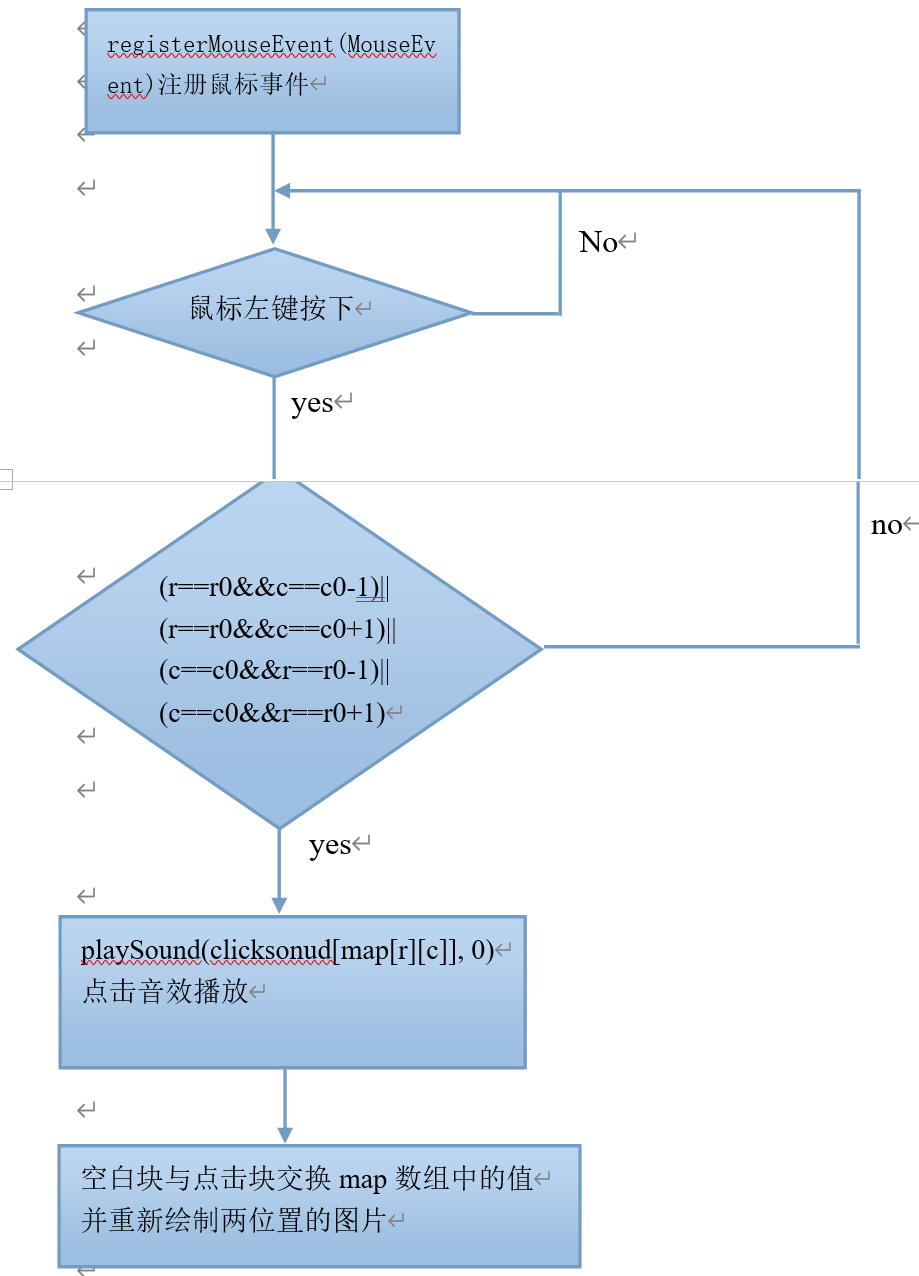 registerMouseEvent(MouseEv
ent)注册鼠标事件
No
鼠标左键按下
yes
no
(r==r0&&c==c0-1)||
(r==r0&&c==c0+1)||
(c==c0&&r==r0-1)||
(c==c0&&r==r0+1)
yes
playSound(clicksonud[map[r][c]], 0)
点击音效播放
空白块与点击块交换 map 数组中的值
并重新绘制两位置的图片